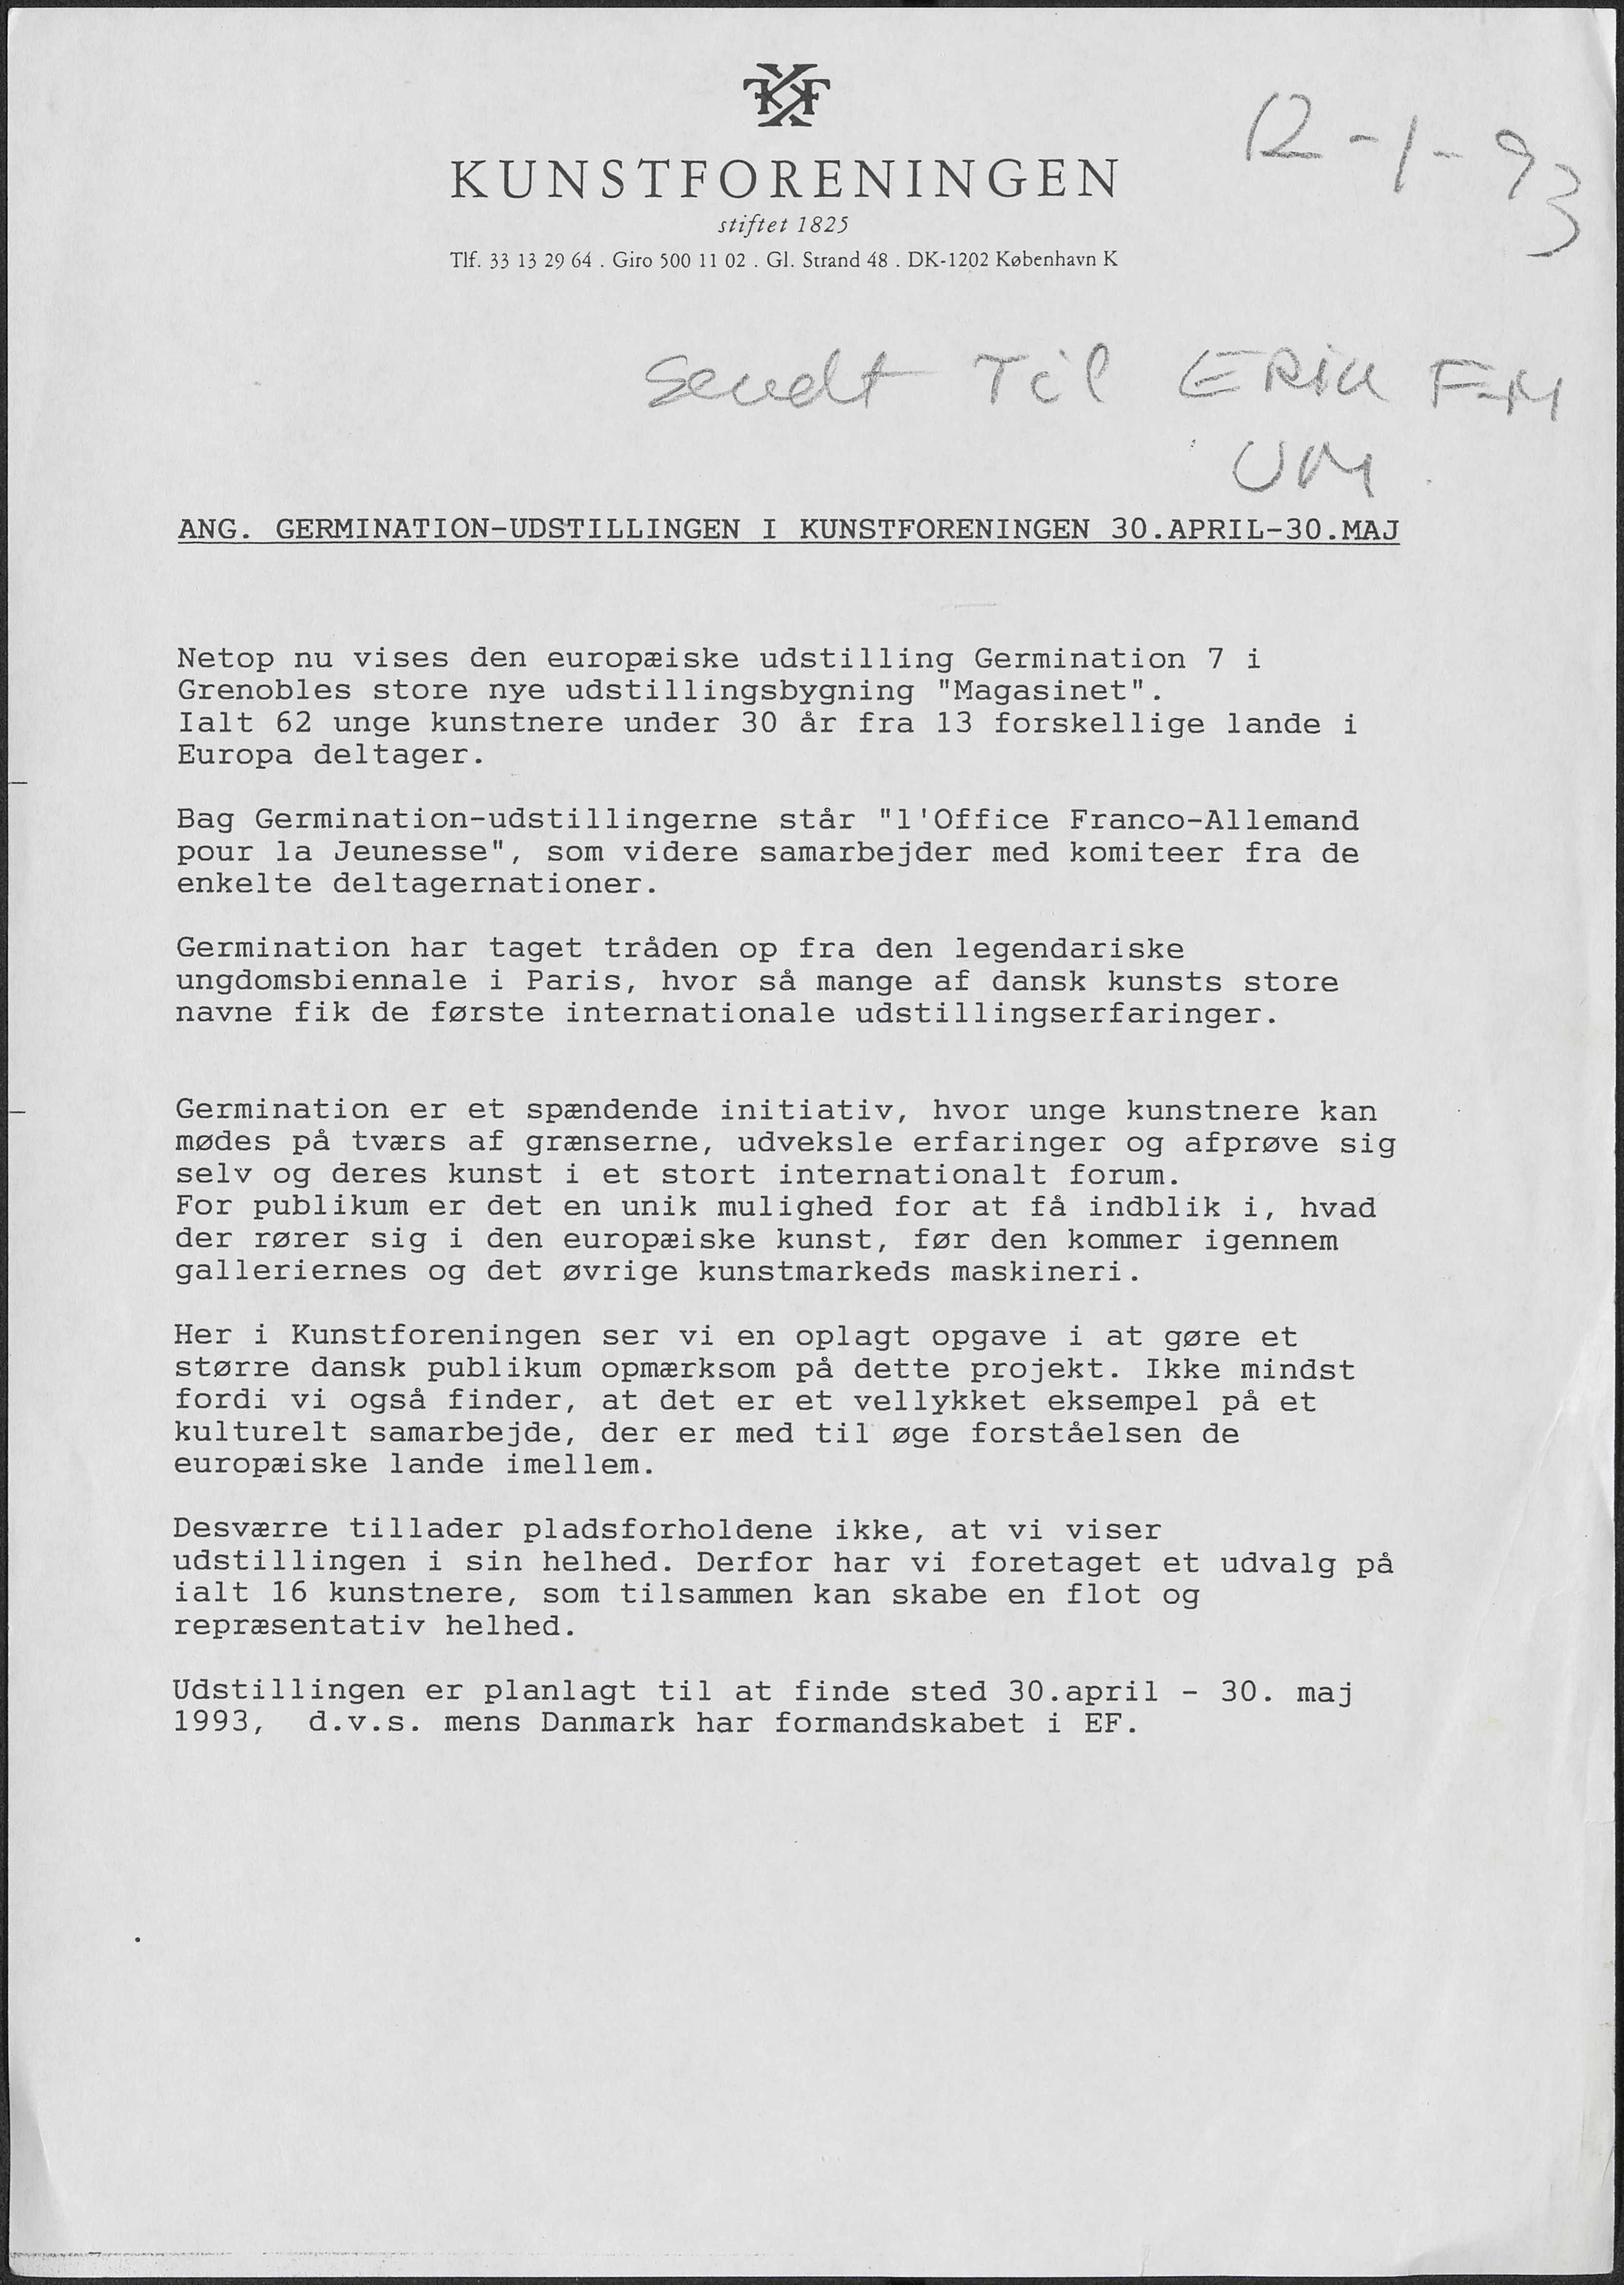 KUNSTFORENINGEN
stiftet 1825
Tlf. 33 13 29 64 . Giro 500 11 02 . Gl. Strand 48 . DK-1202 København K
12-1-93
Sendt Til ERIK F-M
UM.
ANG. GERMINATION-UDSTILLINGEN I KUNSTFORENINGEN 30.APRIL-30.MAJ
Netop nu vises den europæiske udstilling Germination 7 i
Grenobles store nye udstillingsbygning "Magasinet".
Ialt 62 unge kunstnere under 30 år fra 13 forskellige lande i
Europa deltager.
Bag Germination-udstillingerne står "l'Office Franco-Allemand
pour la Jeunesse", som videre samarbejder med komiteer fra de
enkelte deltagernationer.
Germination har taget tråden op fra den legendariske
ungdomsbiennale i Paris, hvor så mange af dansk kunsts store
navne fik de første internationale udstillingserfaringer.
Germination er et spændende initiativ, hvor unge kunstnere kan
mødes på tværs af grænserne, udveksle erfaringer og afprøve sig
selv og deres kunst i et stort internationalt forum.
For publikum er det en unik mulighed for at få indblik i, hvad
der rører sig i den europæiske kunst, før den kommer igennem
galleriernes og det øvrige kunstmarkeds maskineri.
Her i Kunstforeningen ser vi en oplagt opgave i at gøre et
større dansk publikum opmærksom på dette projekt. Ikke mindst
fordi vi også finder, at det er et vellykket eksempel på et
kulturelt samarbejde, der er med til øge forståelsen de
europæiske lande imellem.
Desværre tillader pladsforholdene ikke, at vi viser
udstillingen i sin helhed. Derfor har vi foretaget et udvalg på
ialt 16 kunstnere, som tilsammen kan skabe en flot og
repræsentativ helhed.
Udstillingen er planlagt til at finde sted 30.april - 30. maj
1993, d.v.s. mens Danmark har formandskabet i EF.